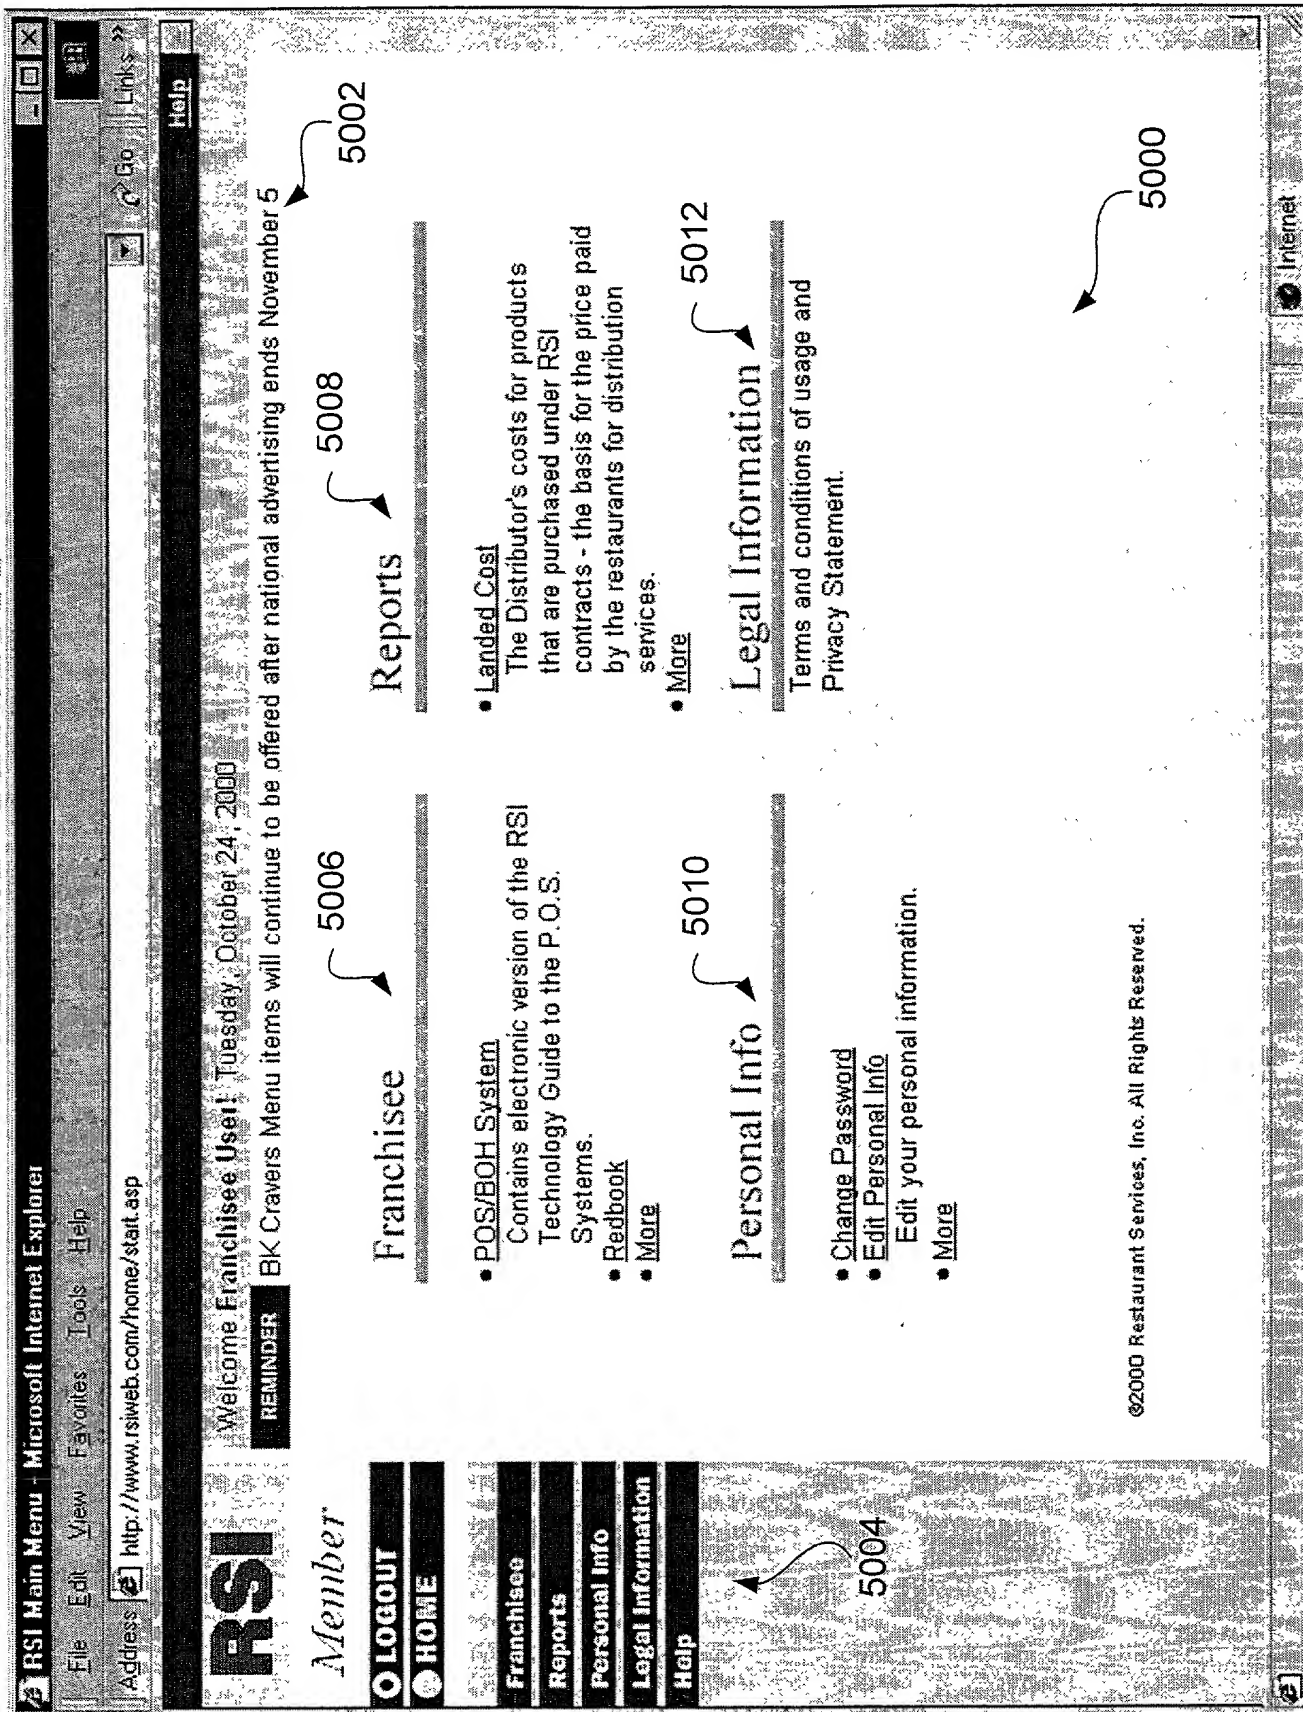 RSI Main Menu - Microsoft Internet Explorer
File Edit View Favorites Tools Help
Address http://www.rsiweb.com/home/start.asp Go Links »
Help
RSI
Welcome Franchisee User! Tuesday, October 24, 2000
REMINDER BK Cravers Menu items will continue to be offered after national advertising ends November 5
5002
Member
LOGOUT
HOME
Franchisee
Reports
Personal Info
Legal Information
Help
5004
5006
Franchisee
• POS/BOH System
Contains electronic version of the RSI
Technology Guide to the P.O.S.
Systems.
• Redbook
• More
5008
Reports
• Landed Cost
The Distributor's costs for products
that are purchased under RSI
contracts - the basis for the price paid
by the restaurants for distribution
services.
• More
5010
Personal Info
• Change Password
• Edit Personal Info
Edit your personal information.
• More
5012
Legal Information
Terms and conditions of usage and
Privacy Statement.
5000
©2000 Restaurant Services, Inc. All Rights Reserved.
Internet